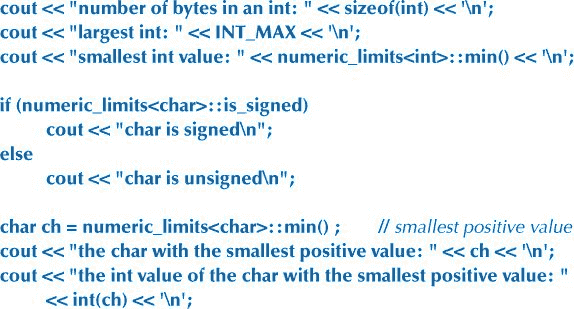 cout << "number of bytes in an int: " << sizeof(int) << '\n';
cout << "largest int: " << INT_MAX << '\n';
cout << "smallest int value: " << numeric_limits<int>::min() << '\n';
if (numeric_limits<char>::is_signed)
cout << "char is signed\n";
else
cout << "char is unsigned\n";
char ch = numeric_limits<char>::min() ; // smallest positive value
cout << "the char with the smallest positive value: " << ch << '\n';
cout << "the int value of the char with the smallest positive value: "
<< int(ch) << '\n';